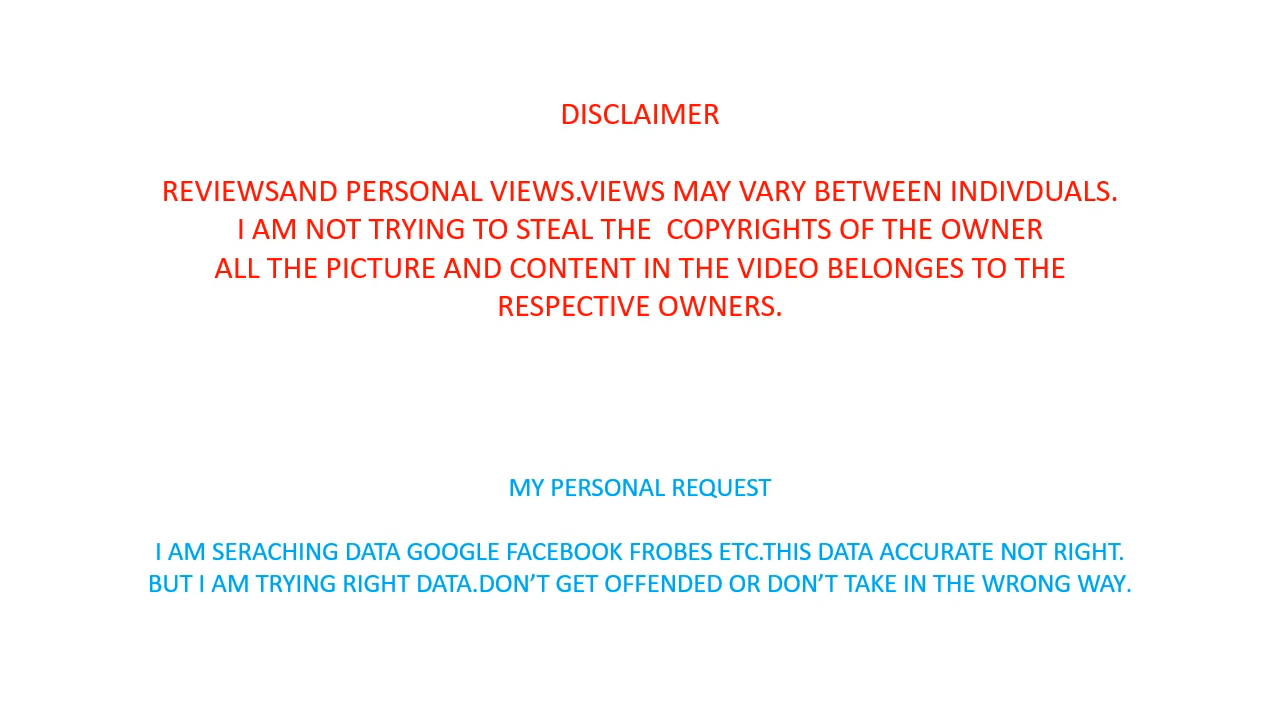 DISCLAIMER
REVIEWSAND PERSONAL VIEWS.VIEWS MAY VARY BETWEEN INDIVDUALS.
I AM NOT TRYING TO STEAL THE  COPYRIGHTS OF THE OWNER
ALL THE PICTURE AND CONTENT IN THE VIDEO BELONGES TO THE
RESPECTIVE OWNERS.
MY PERSONAL REQUEST
I AM SERACHING DATA GOOGLE FACEBOOK FROBES ETC.THIS DATA ACCURATE NOT RIGHT.
BUT I AM TRYING RIGHT DATA.DON’T GET OFFENDED OR DON’T TAKE IN THE WRONG WAY.